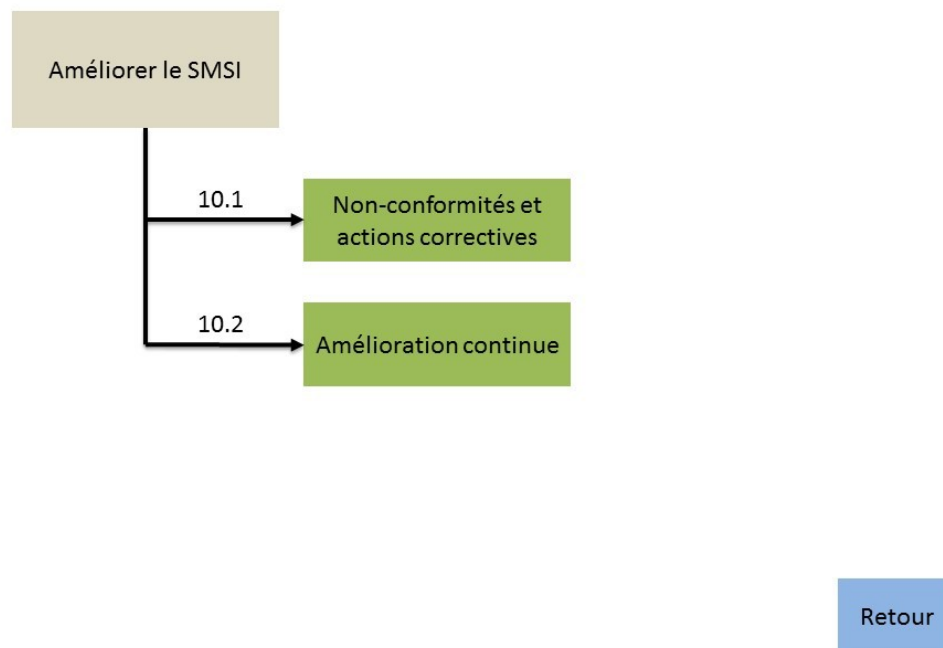 Améliorer le SMSI
10.1
Non-conformités et
actions correctives
10.2
Amélioration continue
Retour